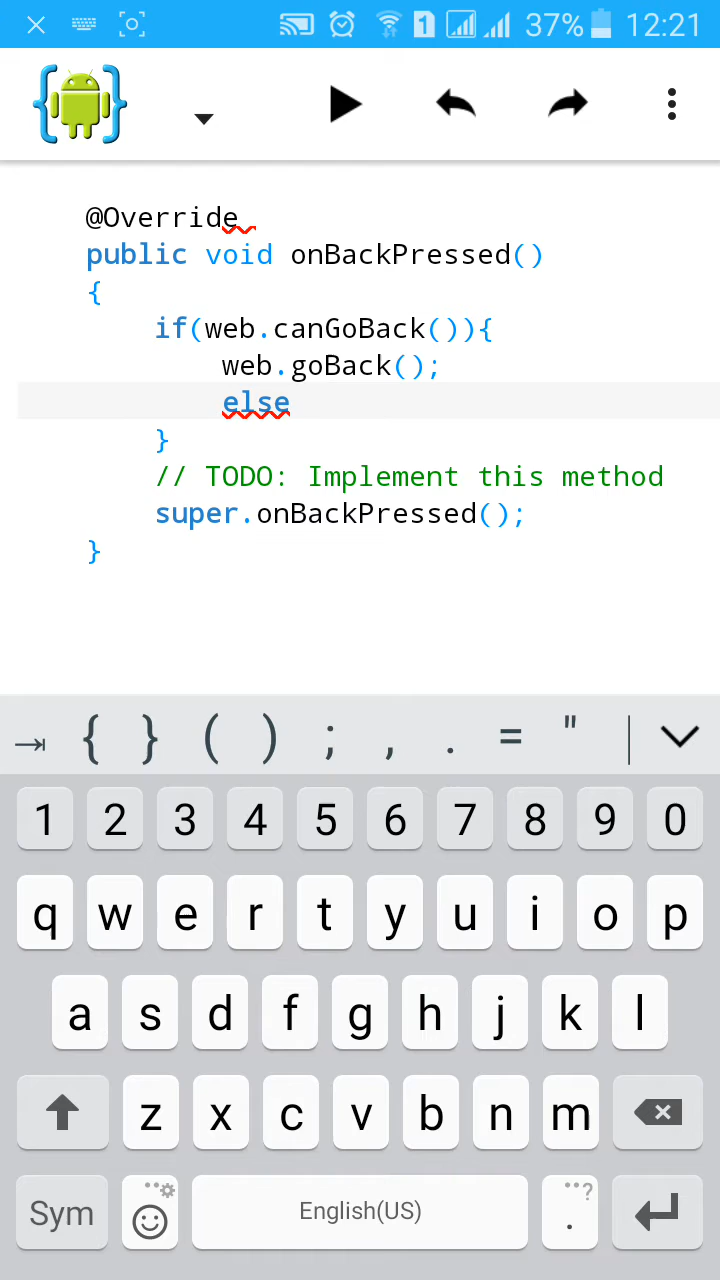 1 37% 12:21
@Override
public void onBackPressed()
{
if(web.canGoBack()){
web.goBack();
else
}
// TODO: Implement this method
super.onBackPressed();
}
{ } ( ) ; , . = " |
1 2 3 4 5 6 7 8 9 0
q w e r t y u i o p
a s d f g h j k l
z x c v b n m
Sym English(US) . ?